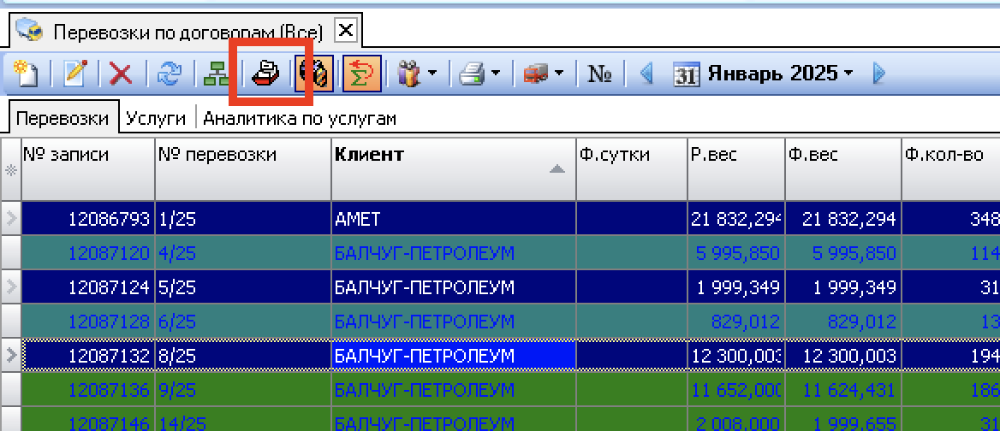 Перевозки по договорам (Все)
№ 31 Январь 2025
Перевозки Услуги Аналитика по услугам
№ записи № перевозки Клиент Ф.сутки Р.вес Ф.вес Ф.кол-во
12086793 1/25 АМЕТ 21 832,294 21 832,294 348
12087120 4/25 БАЛЧУГ-ПЕТРОЛЕУМ 5 995,850 5 995,850 114
12087124 5/25 БАЛЧУГ-ПЕТРОЛЕУМ 1 999,349 1 999,349 31
12087128 6/25 БАЛЧУГ-ПЕТРОЛЕУМ 829,012 829,012 13
12087132 8/25 БАЛЧУГ-ПЕТРОЛЕУМ 12 300,003 12 300,003 194
12087136 9/25 БАЛЧУГ-ПЕТРОЛЕУМ 11 652,000 11 624,431 186
12087146 14/25 БАЛЧУГ-ПЕТРОЛЕУМ 2 008,000 1 999,655 31